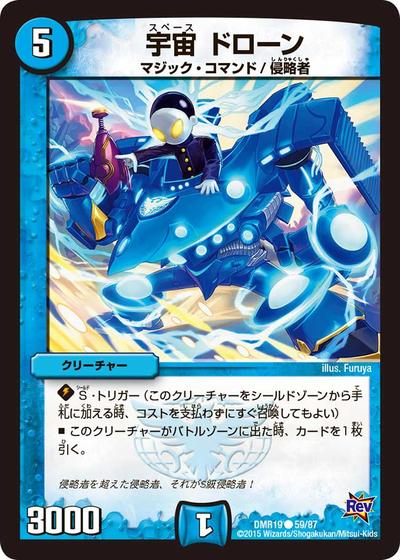 5
スペース
宇宙 ドローン
しんりゃくしゃ
マジック・コマンド / 侵略者
illus. Furuya
クリーチャー
シールド
S・トリガー (このクリーチャーをシールドゾーンから手
札に加える時、コストを支払わずにすぐ召喚してもよい)
■ このクリーチャーがバトルゾーンに出た時、カードを1枚
引く。
侵略者を超えた侵略者、それがS級侵略者!
3000
1
Rev
DMR19 ● 59/87
©2015 Wizards/Shogakukan/Mitsui-Kids